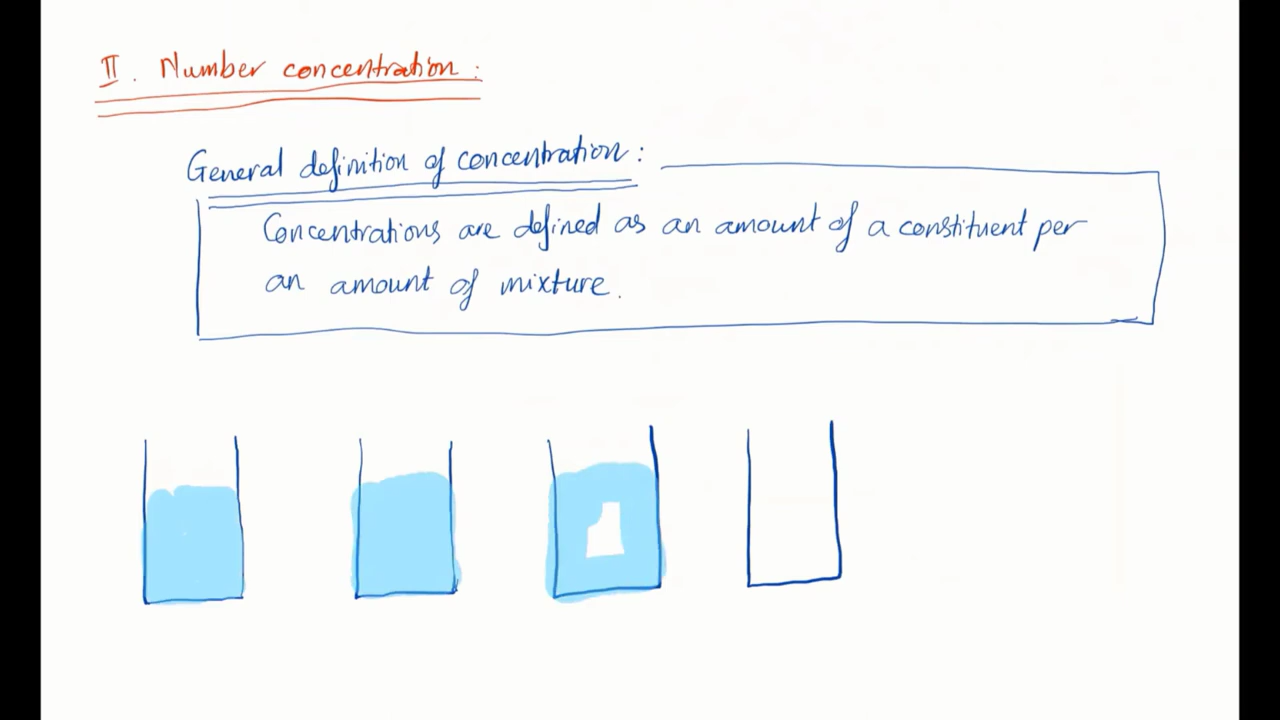 II. Number concentration:
General definition of concentration:
Concentrations are defined as an amount of a constituent per
an amount of mixture.